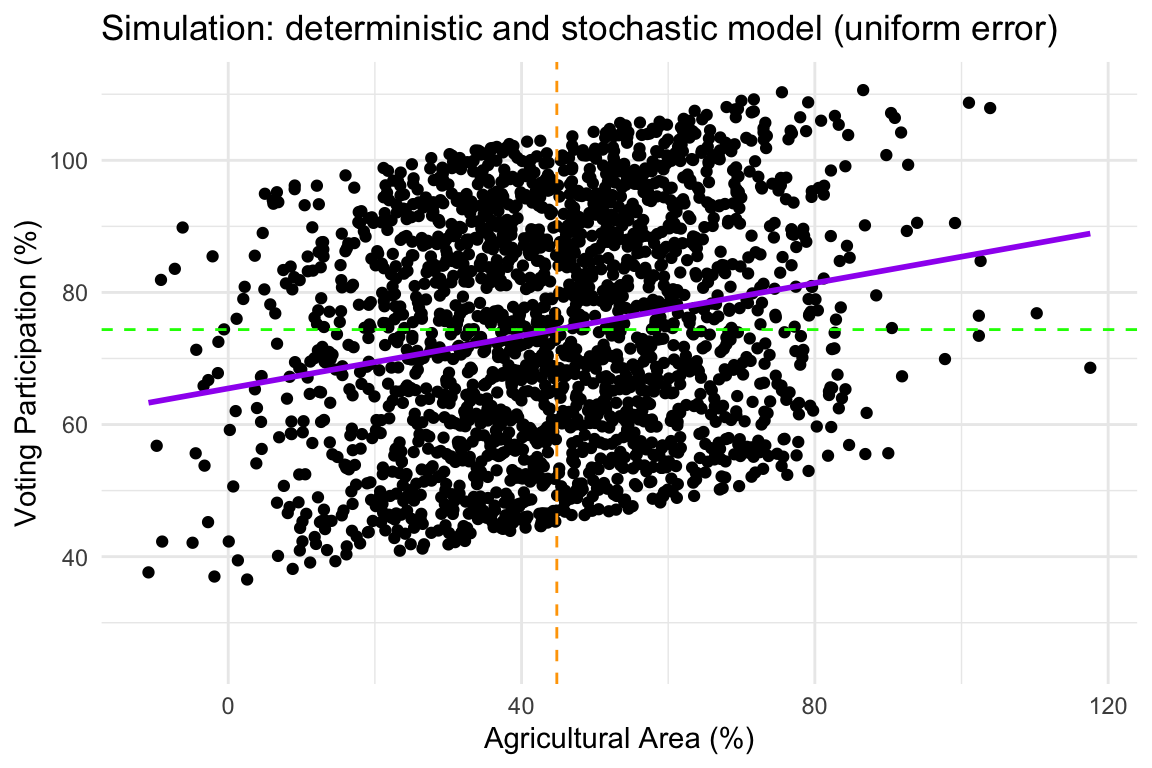 Simulation: deterministic and stochastic model (uniform error)
Voting Participation (%)
100
80
60
40
0 40 80 120
Agricultural Area (%)